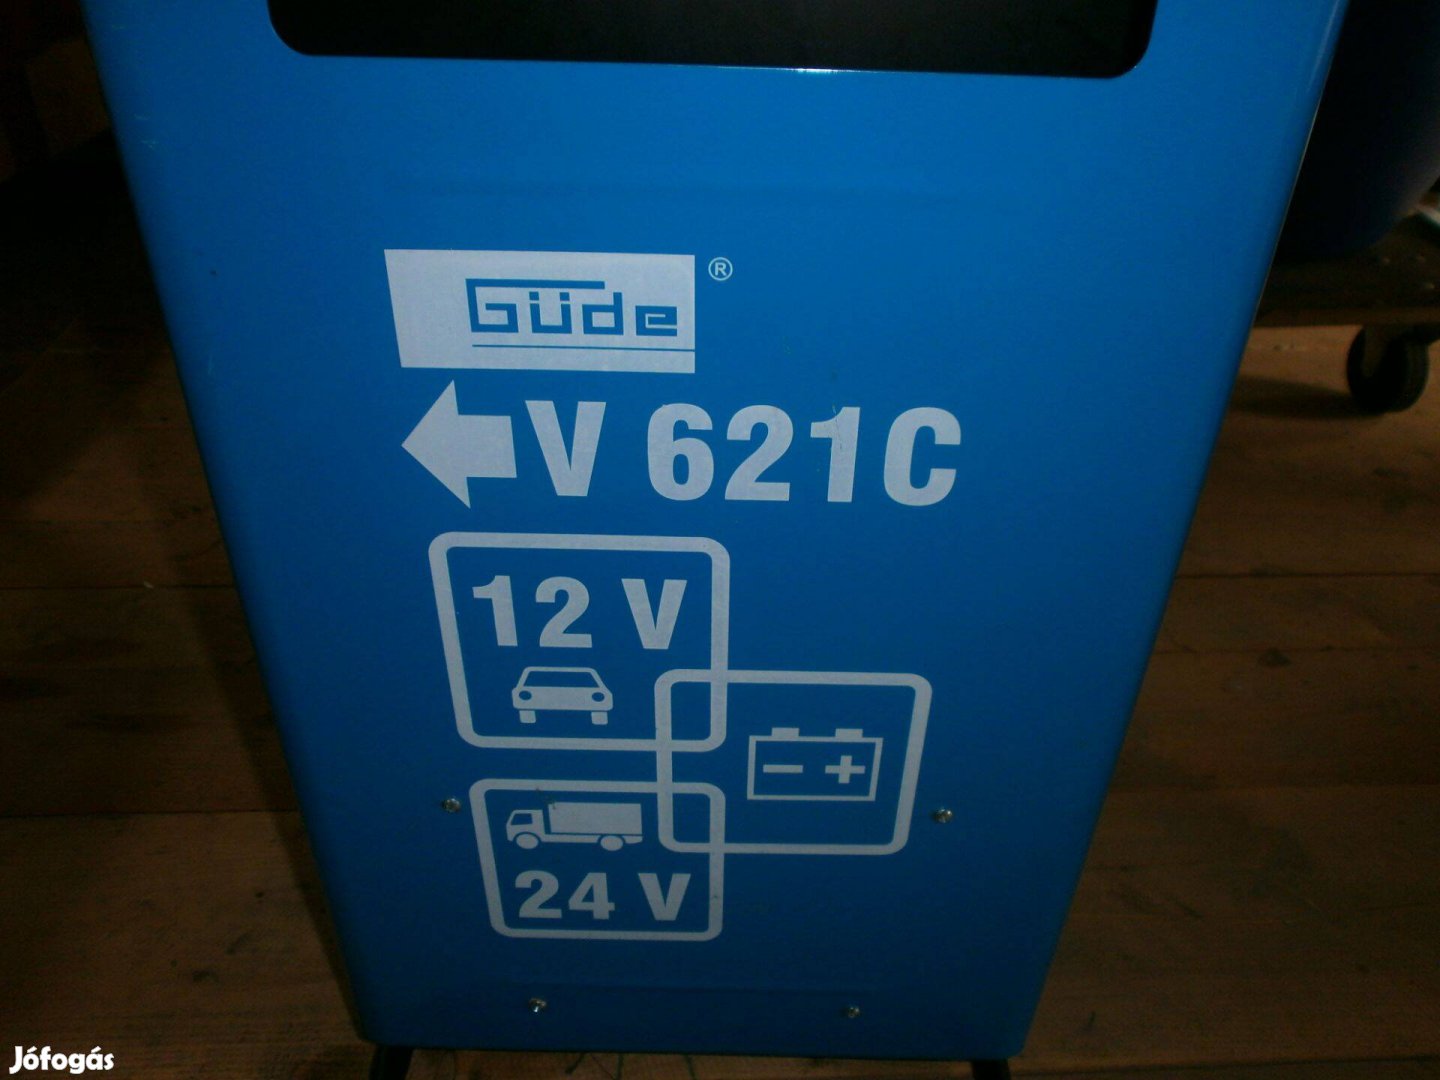 Güde ®
V 621C
12 V
- +
24 V
Jófogás